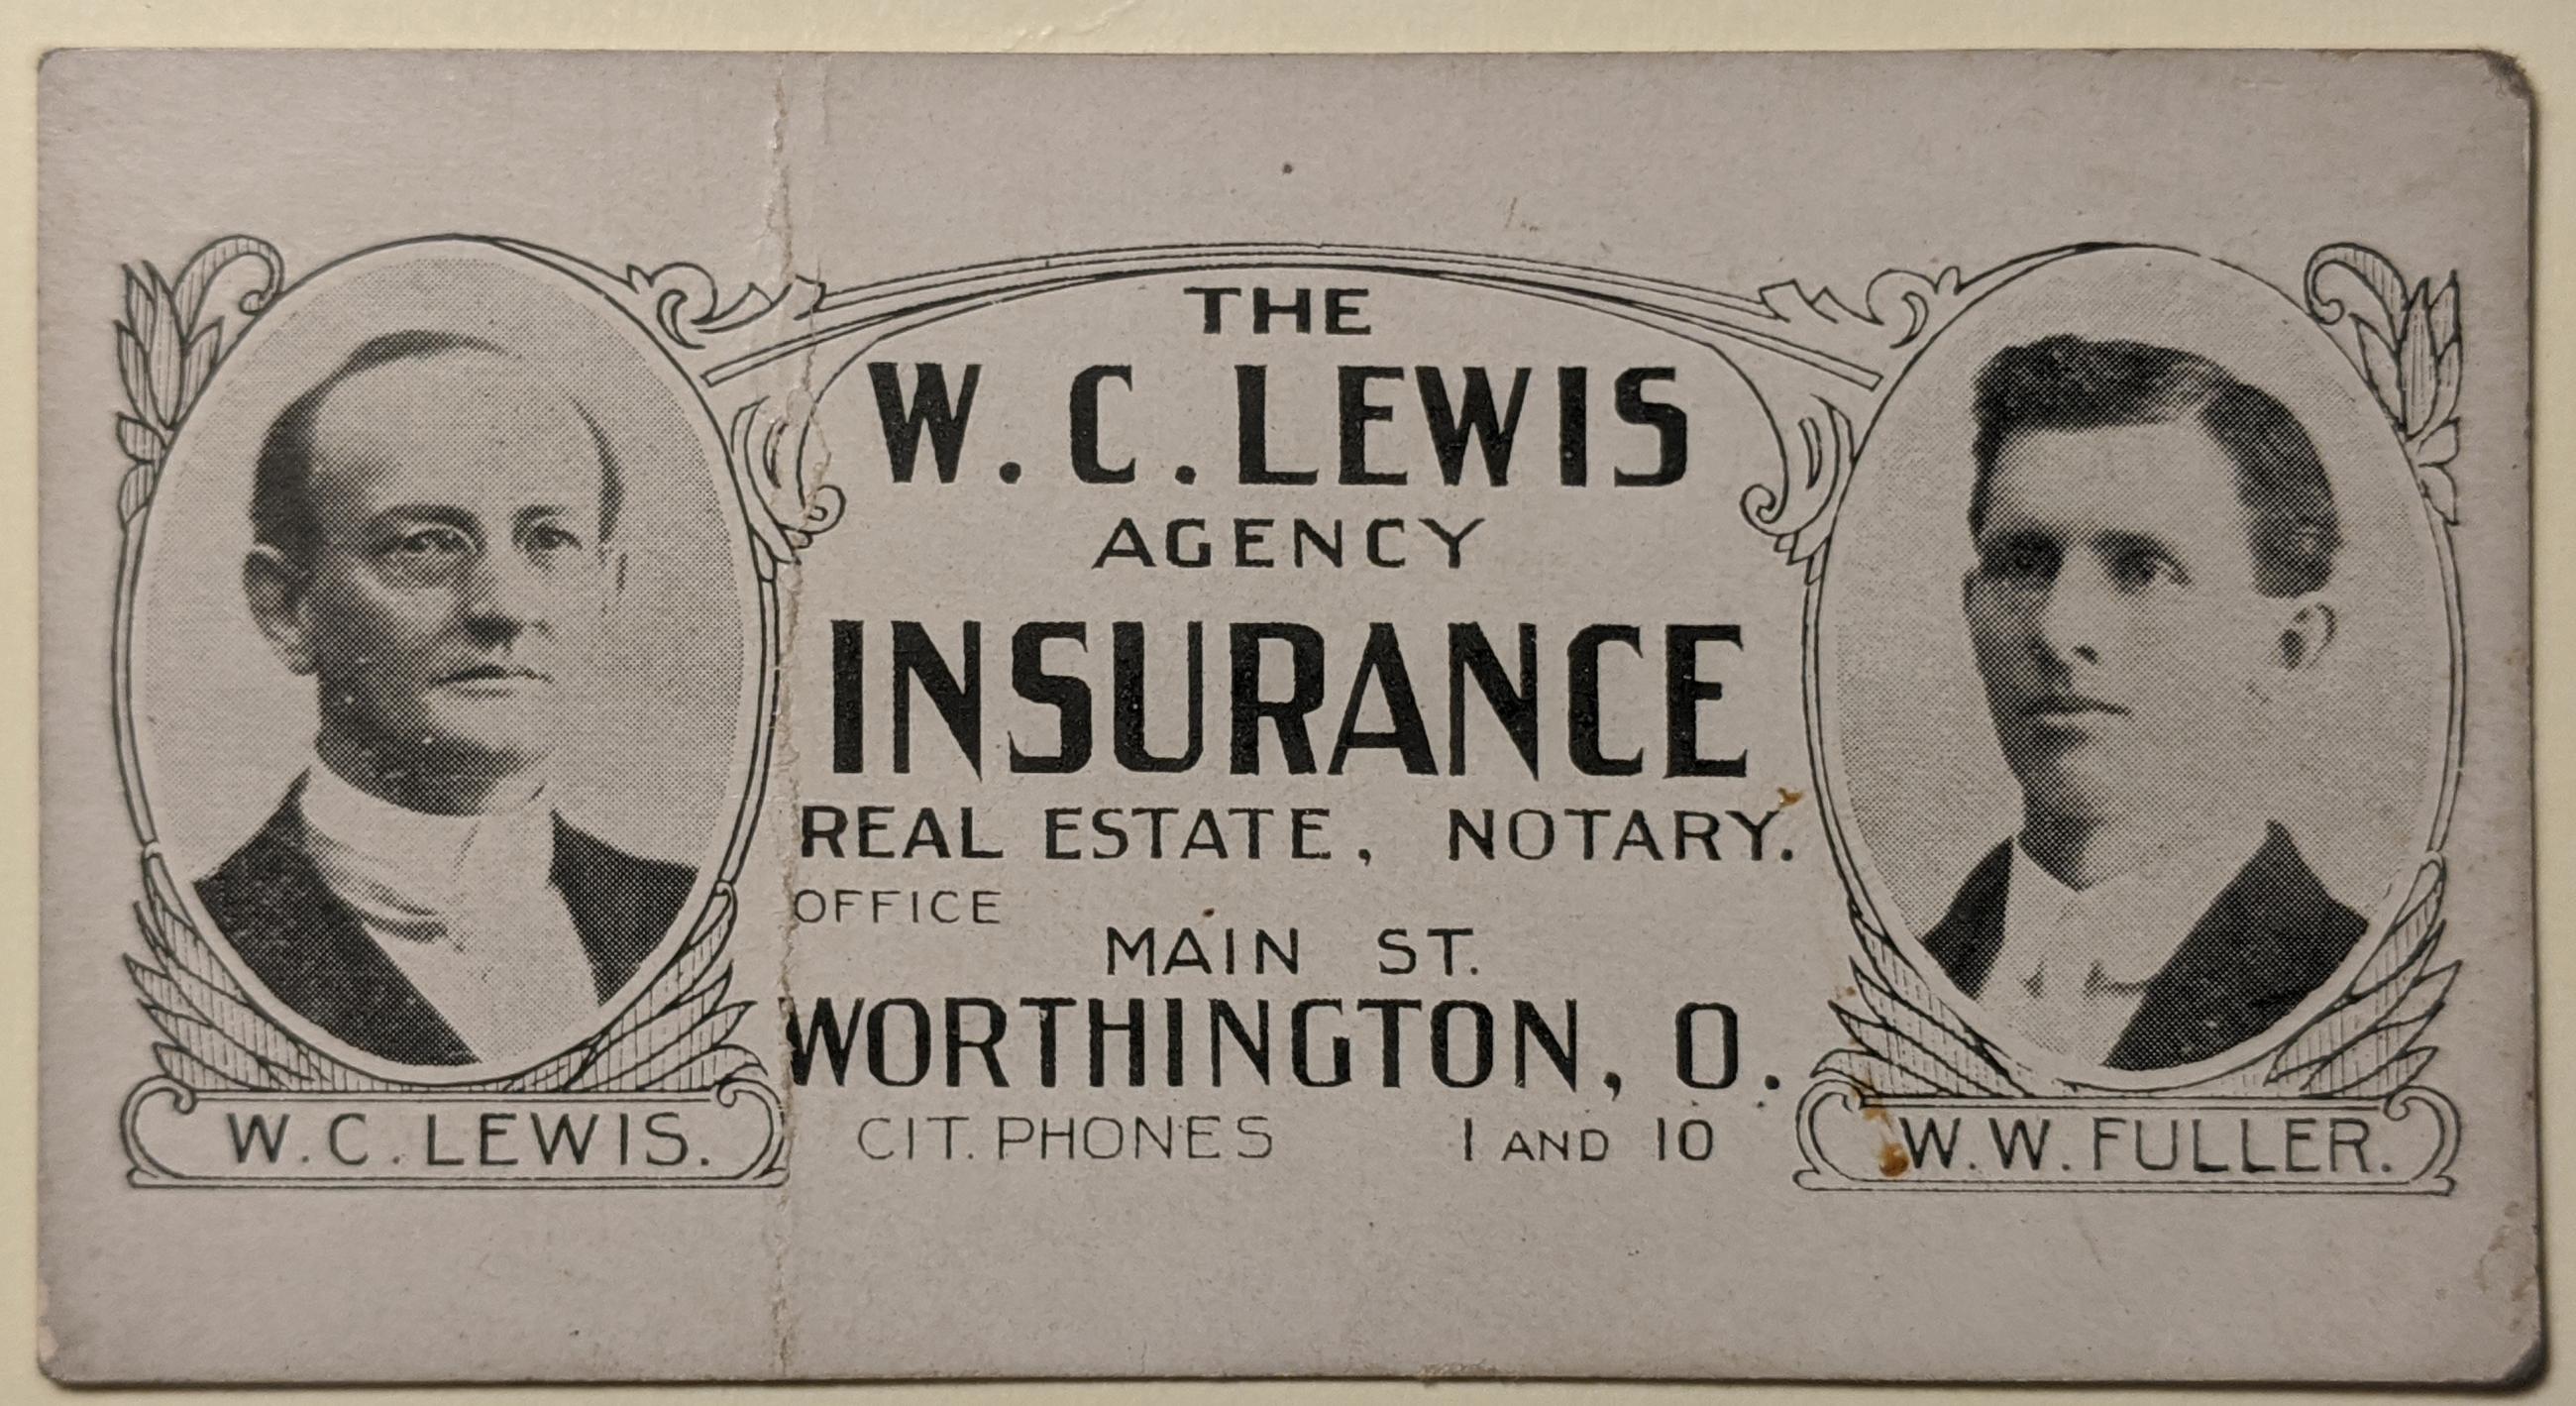 THE
W. C. LEWIS
AGENCY
INSURANCE
REAL ESTATE, NOTARY.
OFFICE
MAIN ST.
WORTHINGTON, O.
CIT. PHONES 1 AND 10
W. C. LEWIS.
W. W. FULLER.